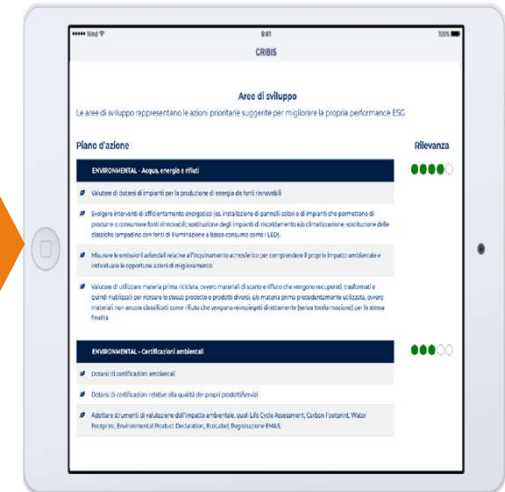 Wind 9:41 100%
CRIBIS
Aree di sviluppo
Le aree di sviluppo rappresentano le azioni prioritarie suggerite per migliorare la propria performance ESG
Piano d'azione Rilevanza
ENVIRONMENTAL - Acqua, energia e rifiuti
Valutare di dotarsi di impianti per la produzione di energia da fonti rinnovabili
Svolgere interventi di efficientamento energetico (es. installazione di pannelli solari o di impianti che permettano di
produrre o consumare fonti rinnovabili; sostituzione degli impianti di riscaldamento e/o climatizzazione; sostituzione delle
classiche lampadine con fonti di illuminazione a basso consumo come i LED).
Misurare le emissioni aziendali relative all'inquinamento atmosferico per comprendere il proprio impatto ambientale e
individuare le opportune azioni di miglioramento.
Valutare di utilizzare materia prima riciclata, ovvero materiali di scarto e rifiuto che vengono recuperati, trasformati e
quindi riutilizzati per ricreare lo stesso prodotto o prodotti diversi, e/o materia prima precedentemente utilizzata, ovvero
materiali non ancora classificati come rifiuto che vengono reimpiegati direttamente (senza trasformazione) per la stessa
finalità.
ENVIRONMENTAL - Certificazioni ambientali
Dotarsi di certificazioni ambientali
Dotarsi di certificazioni relative alla qualità dei propri prodotti/servizi
Adottare strumenti di valutazione dell'impatto ambientale, quali Life Cycle Assessment, Carbon Footprint, Water
Footprint, Environmental Product Declaration, EcoLabel, Registrazione EMAS.